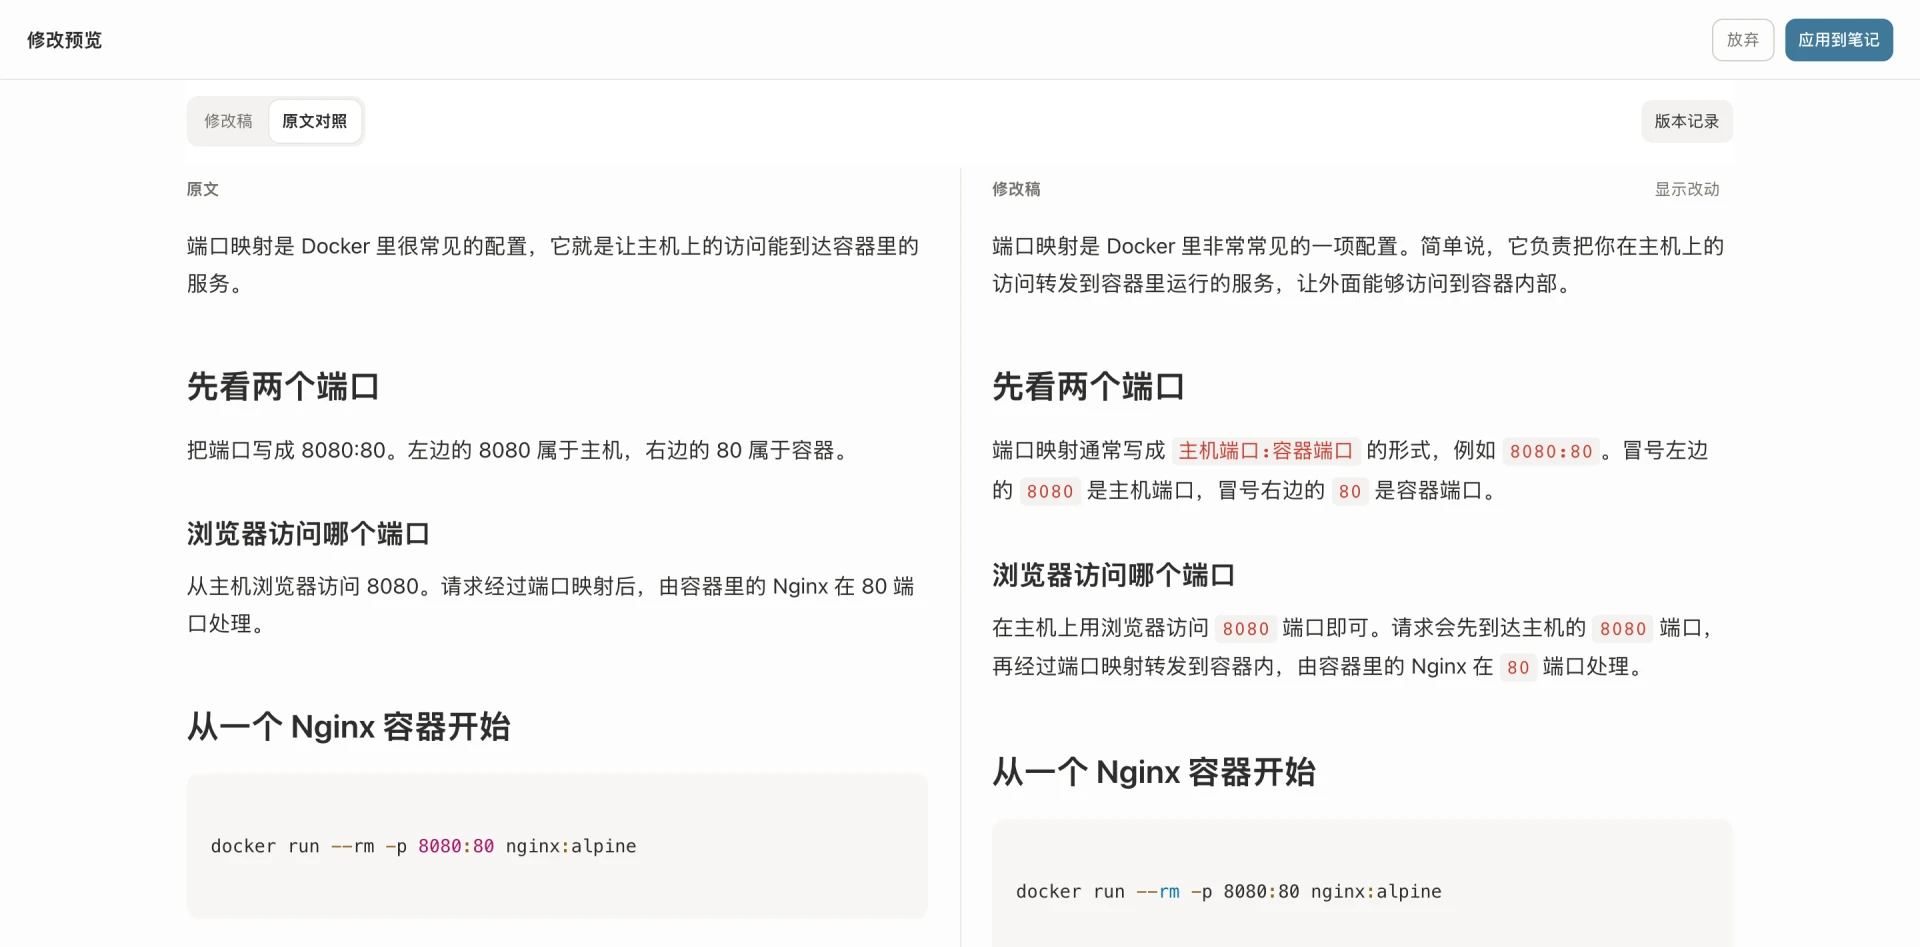 修改预览
放弃
应用到笔记
修改稿
原文对照
版本记录
原文
端口映射是 Docker 里很常见的配置，它就是让主机上的访问能到达容器里的
服务。
先看两个端口
把端口写成 8080:80。左边的 8080 属于主机，右边的 80 属于容器。
浏览器访问哪个端口
从主机浏览器访问 8080。请求经过端口映射后，由容器里的 Nginx 在 80 端
口处理。
从一个 Nginx 容器开始
docker run --rm -p 8080:80 nginx:alpine
修改稿
显示改动
端口映射是 Docker 里非常常见的一项配置。简单说，它负责把你在主机上的
访问转发到容器里运行的服务，让外面能够访问到容器内部。
先看两个端口
端口映射通常写成 主机端口:容器端口 的形式，例如 8080:80。冒号左边
的 8080 是主机端口，冒号右边的 80 是容器端口。
浏览器访问哪个端口
在主机上用浏览器访问 8080 端口即可。请求会先到达主机的 8080 端口，
再经过端口映射转发到容器内，由容器里的 Nginx 在 80 端口处理。
从一个 Nginx 容器开始
docker run --rm -p 8080:80 nginx:alpine